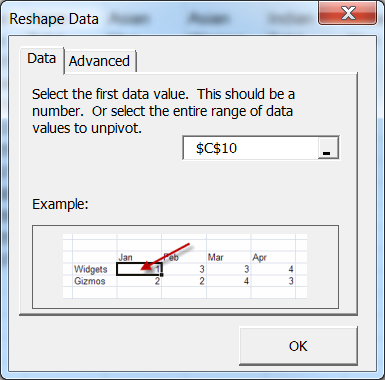 Reshape Data
Data Advanced
Select the first data value. This should be a
number. Or select the entire range of data
values to unpivot.
$C$10
Example:
Jan Feb Mar Apr
Widgets 1 3 3 4
Gizmos 2 2 4 3
OK